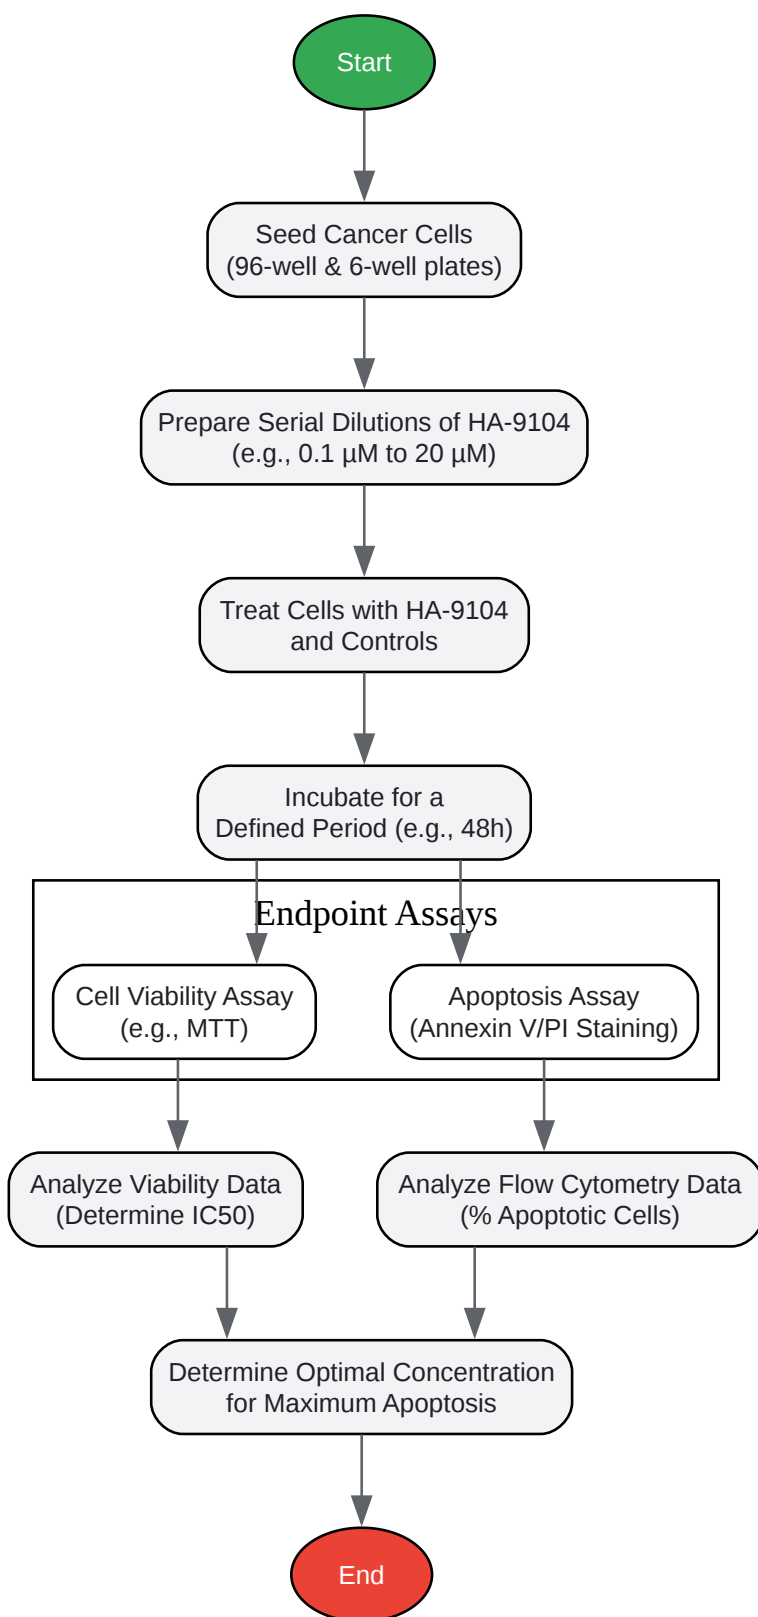 Start
Seed Cancer Cells
(96-well & 6-well plates)
Prepare Serial Dilutions of HA-9104
(e.g., 0.1 µM to 20 µM)
Treat Cells with HA-9104
and Controls
Incubate for a
Defined Period (e.g., 48h)
Endpoint Assays
Cell Viability Assay
(e.g., MTT)
Apoptosis Assay
(Annexin V/PI Staining)
Analyze Viability Data
(Determine IC50)
Analyze Flow Cytometry Data
(% Apoptotic Cells)
Determine Optimal Concentration
for Maximum Apoptosis
End